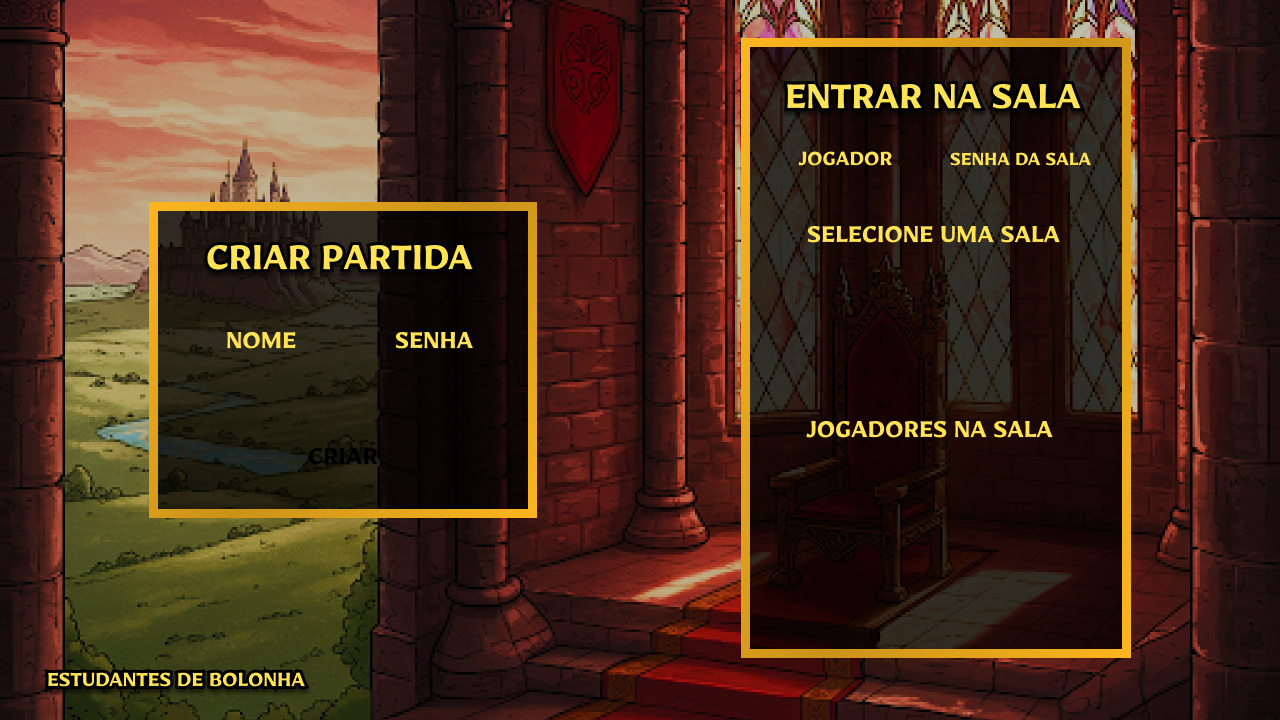 CRIAR PARTIDA
NOME SENHA
CRIAR
ENTRAR NA SALA
JOGADOR SENHA DA SALA
SELECIONE UMA SALA
JOGADORES NA SALA
ESTUDANTES DE BOLONHA